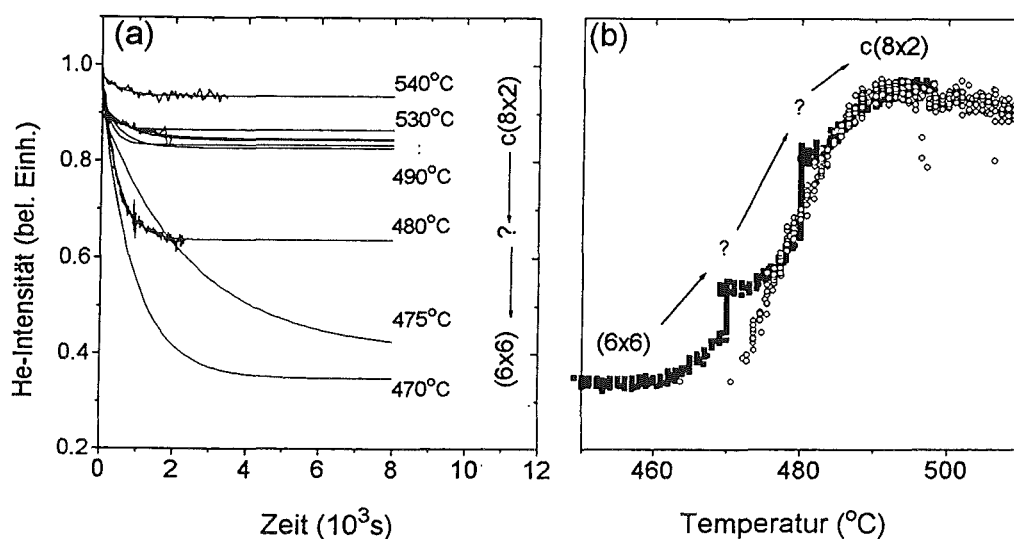 (a)
1.0
0.8
0.6
0.4
0.2
He-Intensität (bel. Einh.)
540°C
530°C
:
490°C
480°C
475°C
470°C
c(8x2)
?
(6x6)
0 2 4 6 8 10 12
Zeit (10³s)
(b)
c(8x2)
?
?
(6x6)
460 480 500
Temperatur (°C)